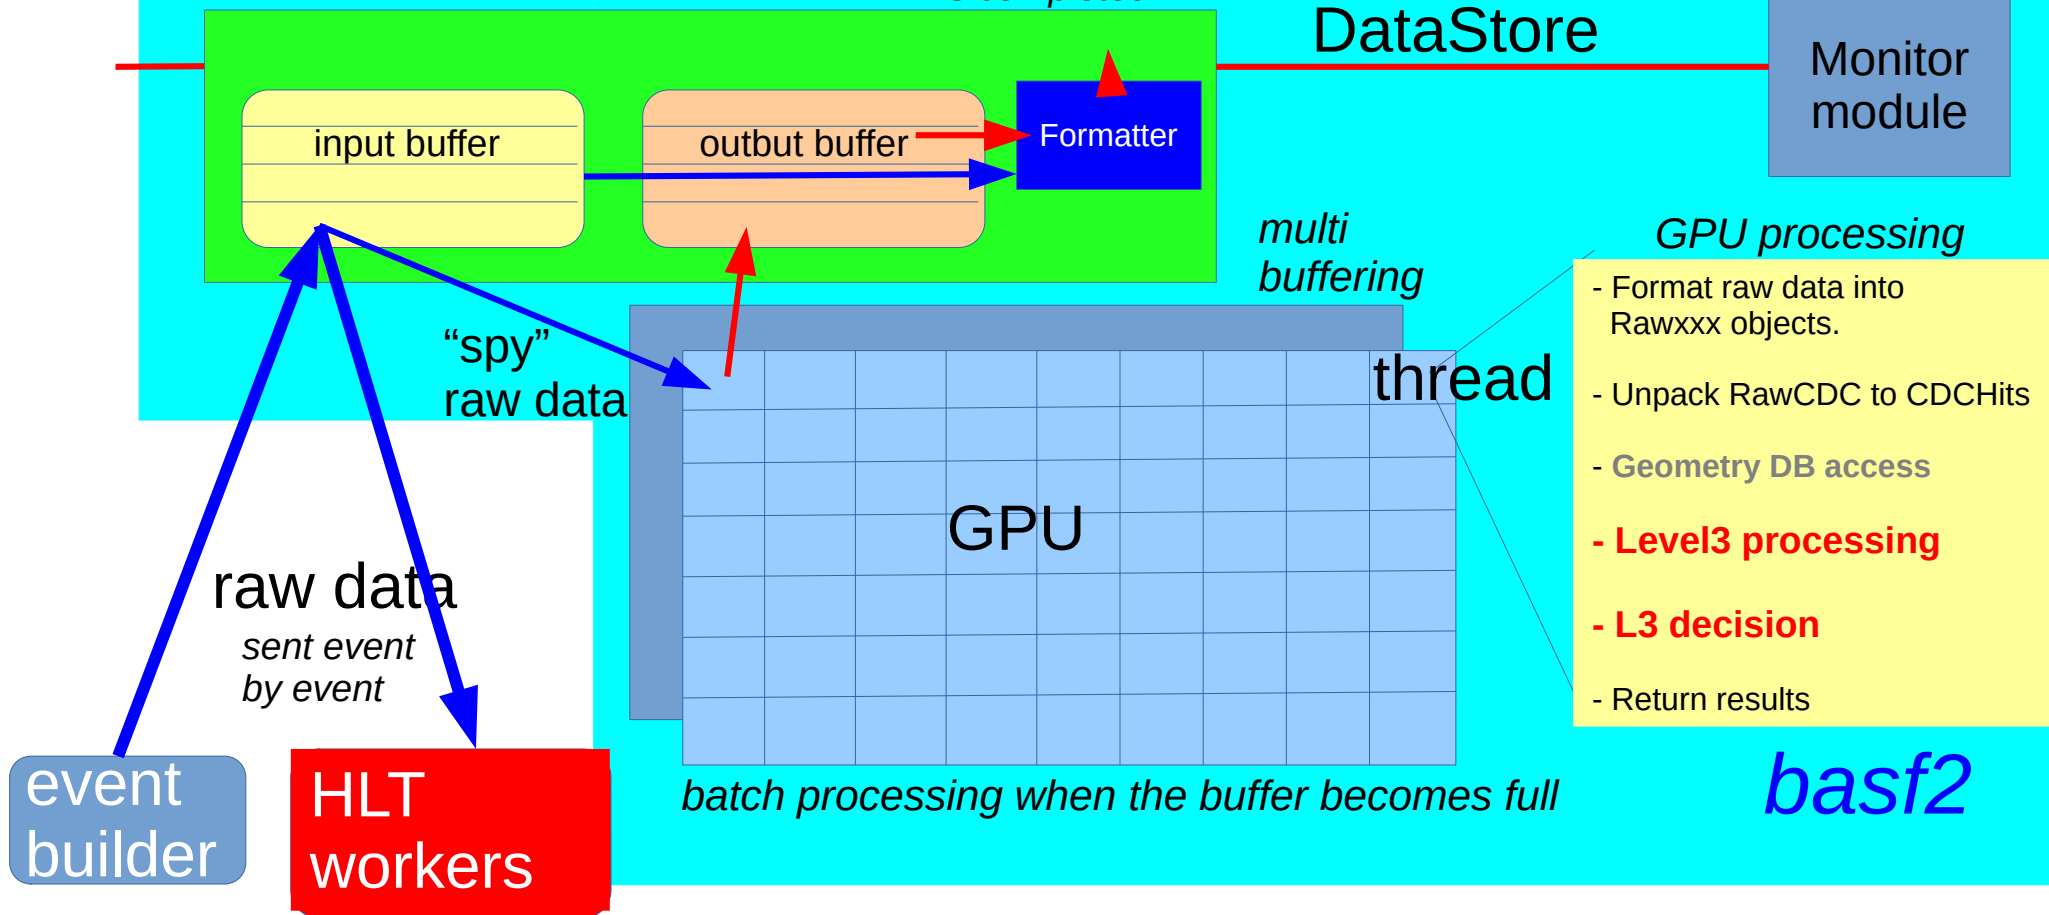 DataStore
Monitor
module
input buffer
outbut buffer
Formatter
multi
buffering
GPU processing
- Format raw data into
Rawxxx objects.
- Unpack RawCDC to CDCHits
- Geometry DB access
- Level3 processing
- L3 decision
- Return results
“spy”
raw data
thread
GPU
raw data
sent event
by event
event
builder
HLT
workers
batch processing when the buffer becomes full
basf2